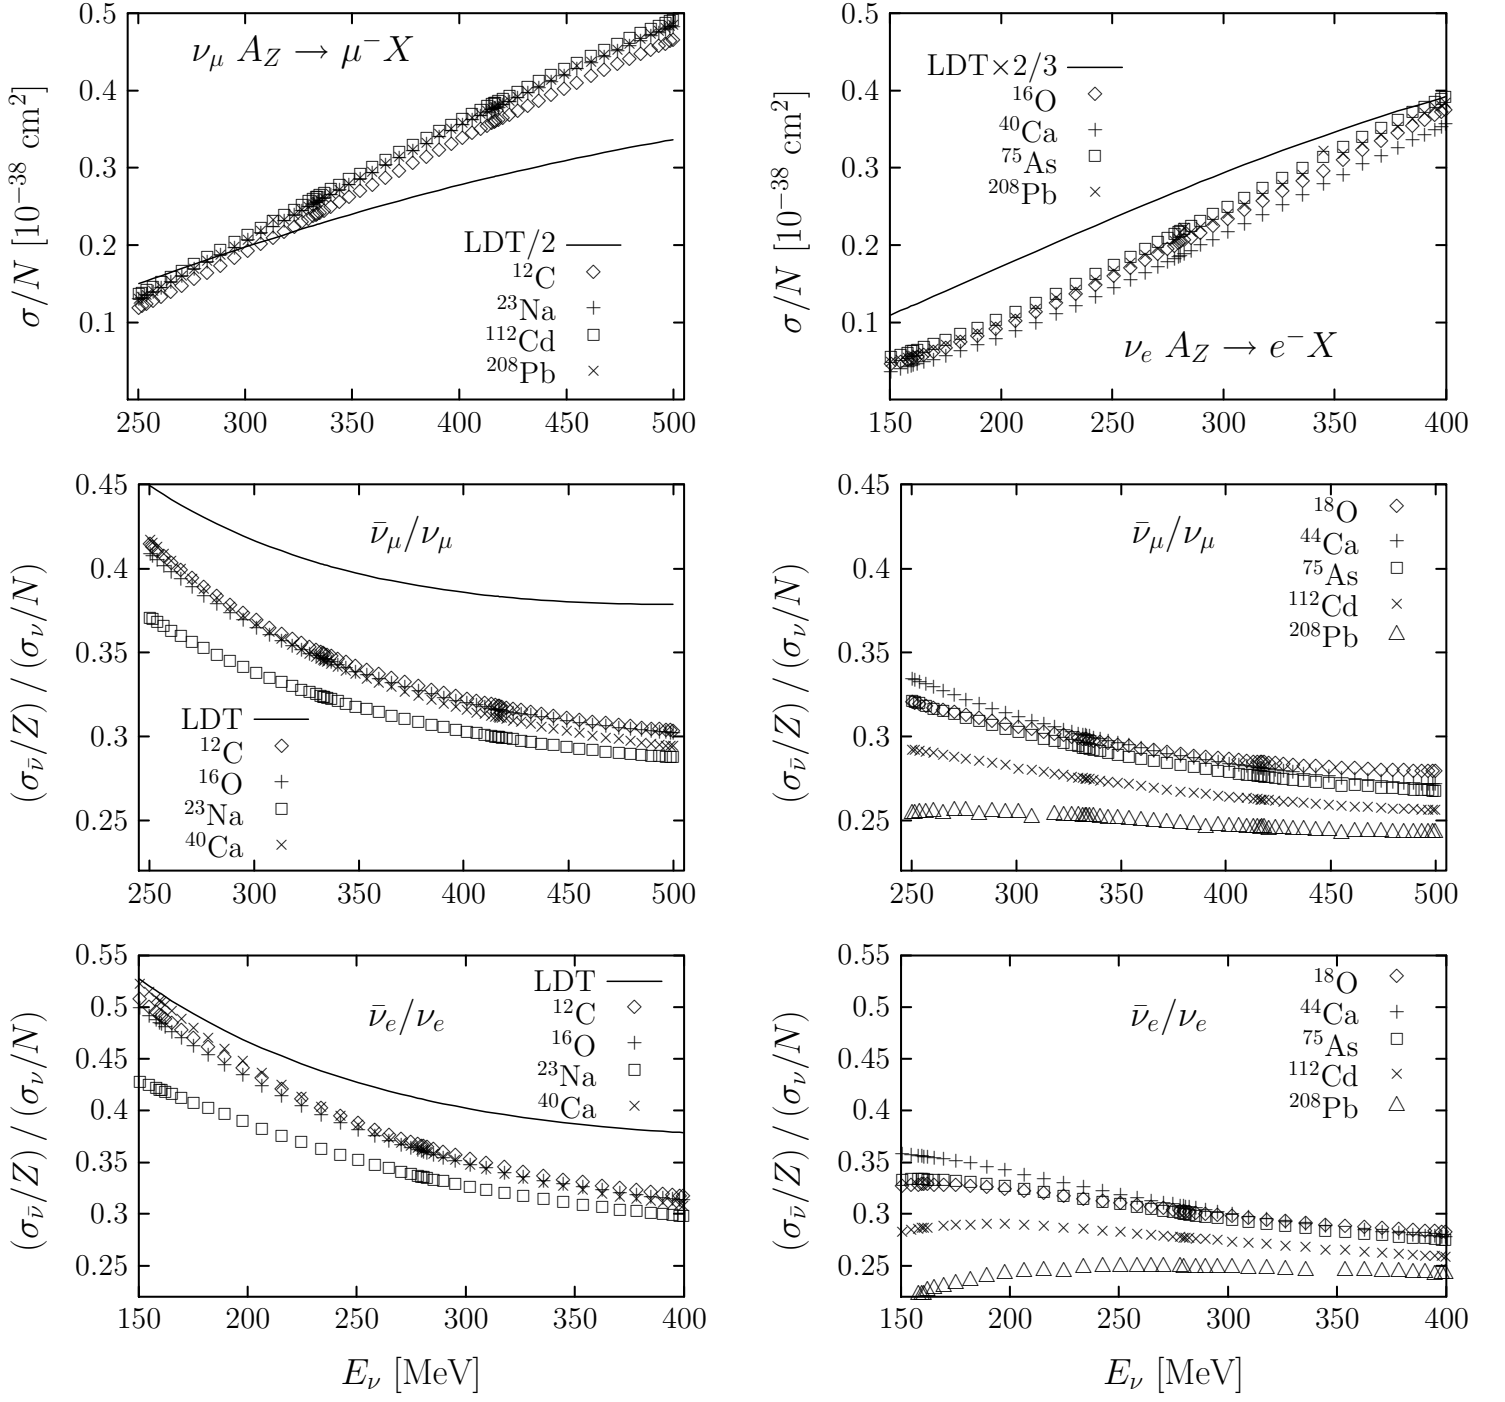 ν_μ A_Z → μ⁻ X
σ/N [10⁻³⁸ cm²]
0.5
0.4
0.3
0.2
0.1
LDT/2
¹²C
²³Na
¹¹²Cd
²⁰⁸Pb
250 300 350 400 450 500
σ/N [10⁻³⁸ cm²]
0.5
0.4
0.3
0.2
0.1
LDT×2/3
¹⁶O
⁴⁰Ca
⁷⁵As
²⁰⁸Pb
ν_e A_Z → e⁻ X
150 200 250 300 350 400
(σ_ν̄/Z) / (σ_ν/N)
0.45
0.4
0.35
0.3
0.25
ν̄_μ/ν_μ
LDT
¹²C
¹⁶O
²³Na
⁴⁰Ca
250 300 350 400 450 500
(σ_ν̄/Z) / (σ_ν/N)
0.45
0.4
0.35
0.3
0.25
ν̄_μ/ν_μ
¹⁸O
⁴⁴Ca
⁷⁵As
¹¹²Cd
²⁰⁸Pb
250 300 350 400 450 500
(σ_ν̄/Z) / (σ_ν/N)
0.55
0.5
0.45
0.4
0.35
0.3
0.25
ν̄_e/ν_e
LDT
¹²C
¹⁶O
²³Na
⁴⁰Ca
150 200 250 300 350 400
E_ν [MeV]
(σ_ν̄/Z) / (σ_ν/N)
0.55
0.5
0.45
0.4
0.35
0.3
0.25
ν̄_e/ν_e
¹⁸O
⁴⁴Ca
⁷⁵As
¹¹²Cd
²⁰⁸Pb
150 200 250 300 350 400
E_ν [MeV]